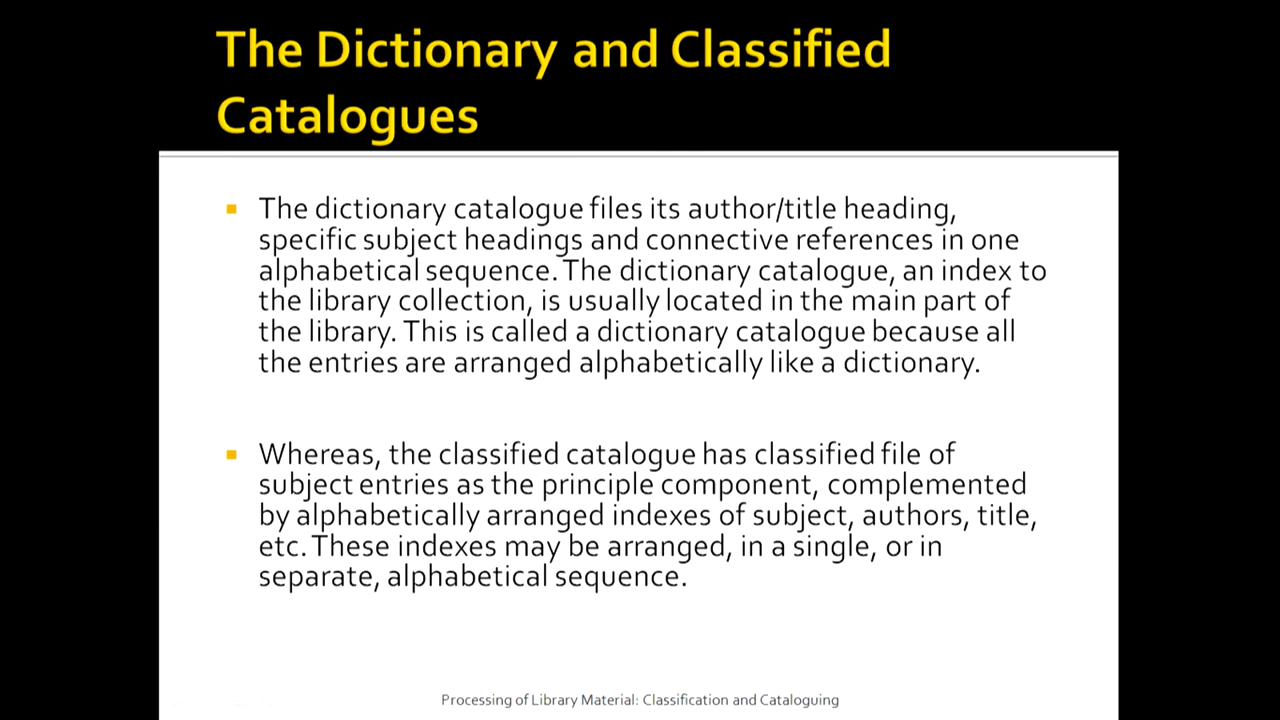 The Dictionary and Classified
Catalogues
The dictionary catalogue files its author/title heading,
specific subject headings and connective references in one
alphabetical sequence. The dictionary catalogue, an index to
the library collection, is usually located in the main part of
the library. This is called a dictionary catalogue because all
the entries are arranged alphabetically like a dictionary.
Whereas, the classified catalogue has classified file of
subject entries as the principle component, complemented
by alphabetically arranged indexes of subject, authors, title,
etc. These indexes may be arranged, in a single, or in
separate, alphabetical sequence.
Processing of Library Material: Classification and Cataloguing